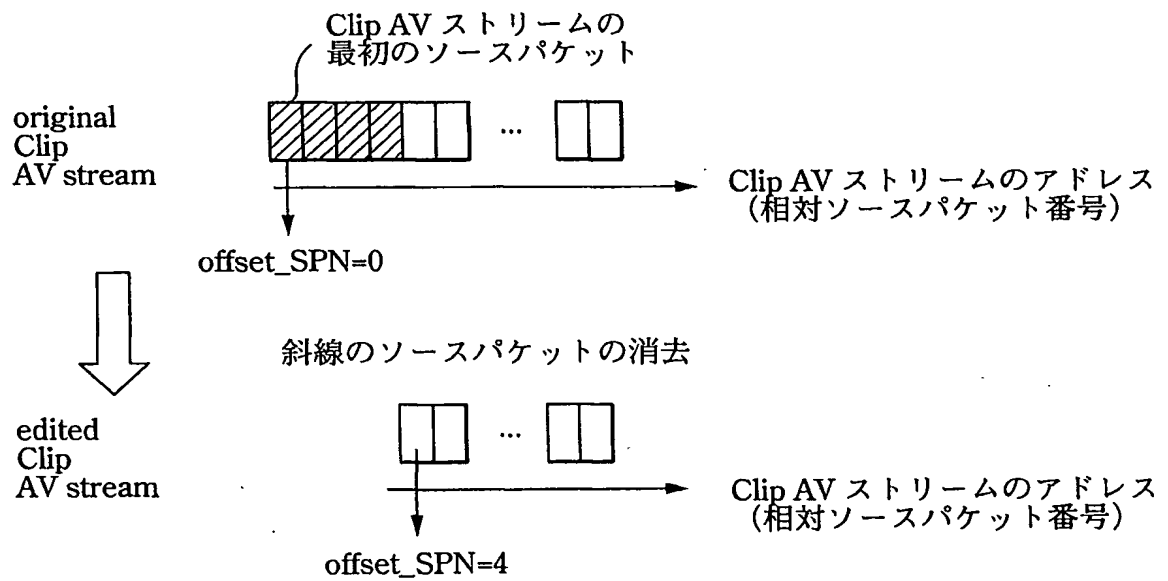 Clip AV ストリームの
最初のソースパケット
original
Clip
AV stream
...
Clip AV ストリームのアドレス
（相対ソースパケット番号）
offset_SPN=0
斜線のソースパケットの消去
edited
Clip
AV stream
...
Clip AV ストリームのアドレス
（相対ソースパケット番号）
offset_SPN=4